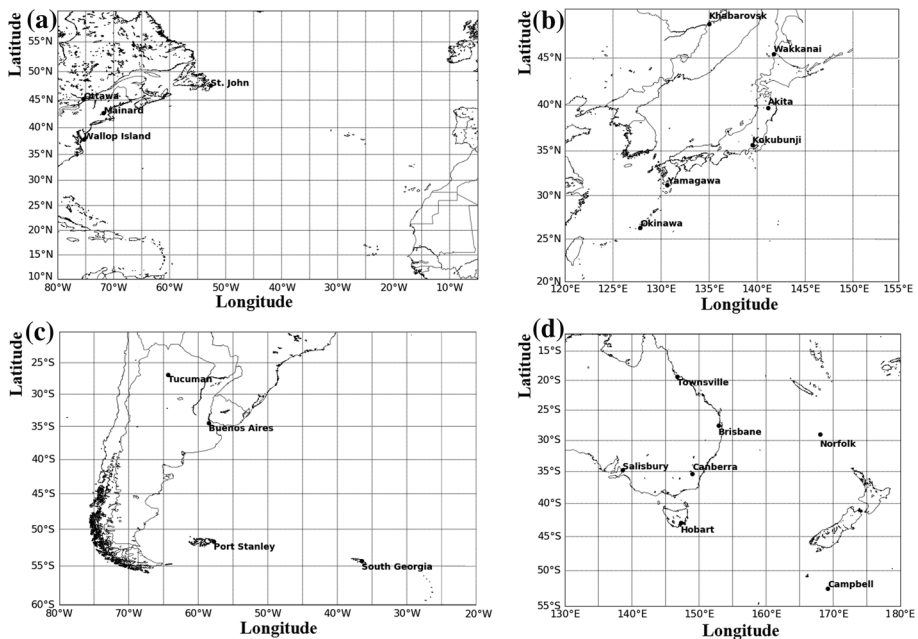 (a)
Latitude
55°N
50°N
45°N
40°N
35°N
30°N
25°N
20°N
15°N
10°N
St. John
Ottawa
Mainard
Wallop Island
80°W 70°W 60°W 50°W 40°W 30°W 20°W 10°W
Longitude
(b)
Latitude
45°N
40°N
35°N
30°N
25°N
20°N
Khabarovsk
Wakkanai
Akita
Kokubunji
Yamagawa
Okinawa
120°E 125°E 130°E 135°E 140°E 145°E 150°E 155°E
Longitude
(c)
Latitude
25°S
30°S
35°S
40°S
45°S
50°S
55°S
60°S
Tucuman
Buenos Aires
Port Stanley
South Georgia
80°W 70°W 60°W 50°W 40°W 30°W 20°W
Longitude
(d)
Latitude
15°S
20°S
25°S
30°S
35°S
40°S
45°S
50°S
55°S
Townsville
Brisbane
Norfolk
Salisbury
Canberra
Hobart
Campbell
130°E 140°E 150°E 160°E 170°E 180°E
Longitude